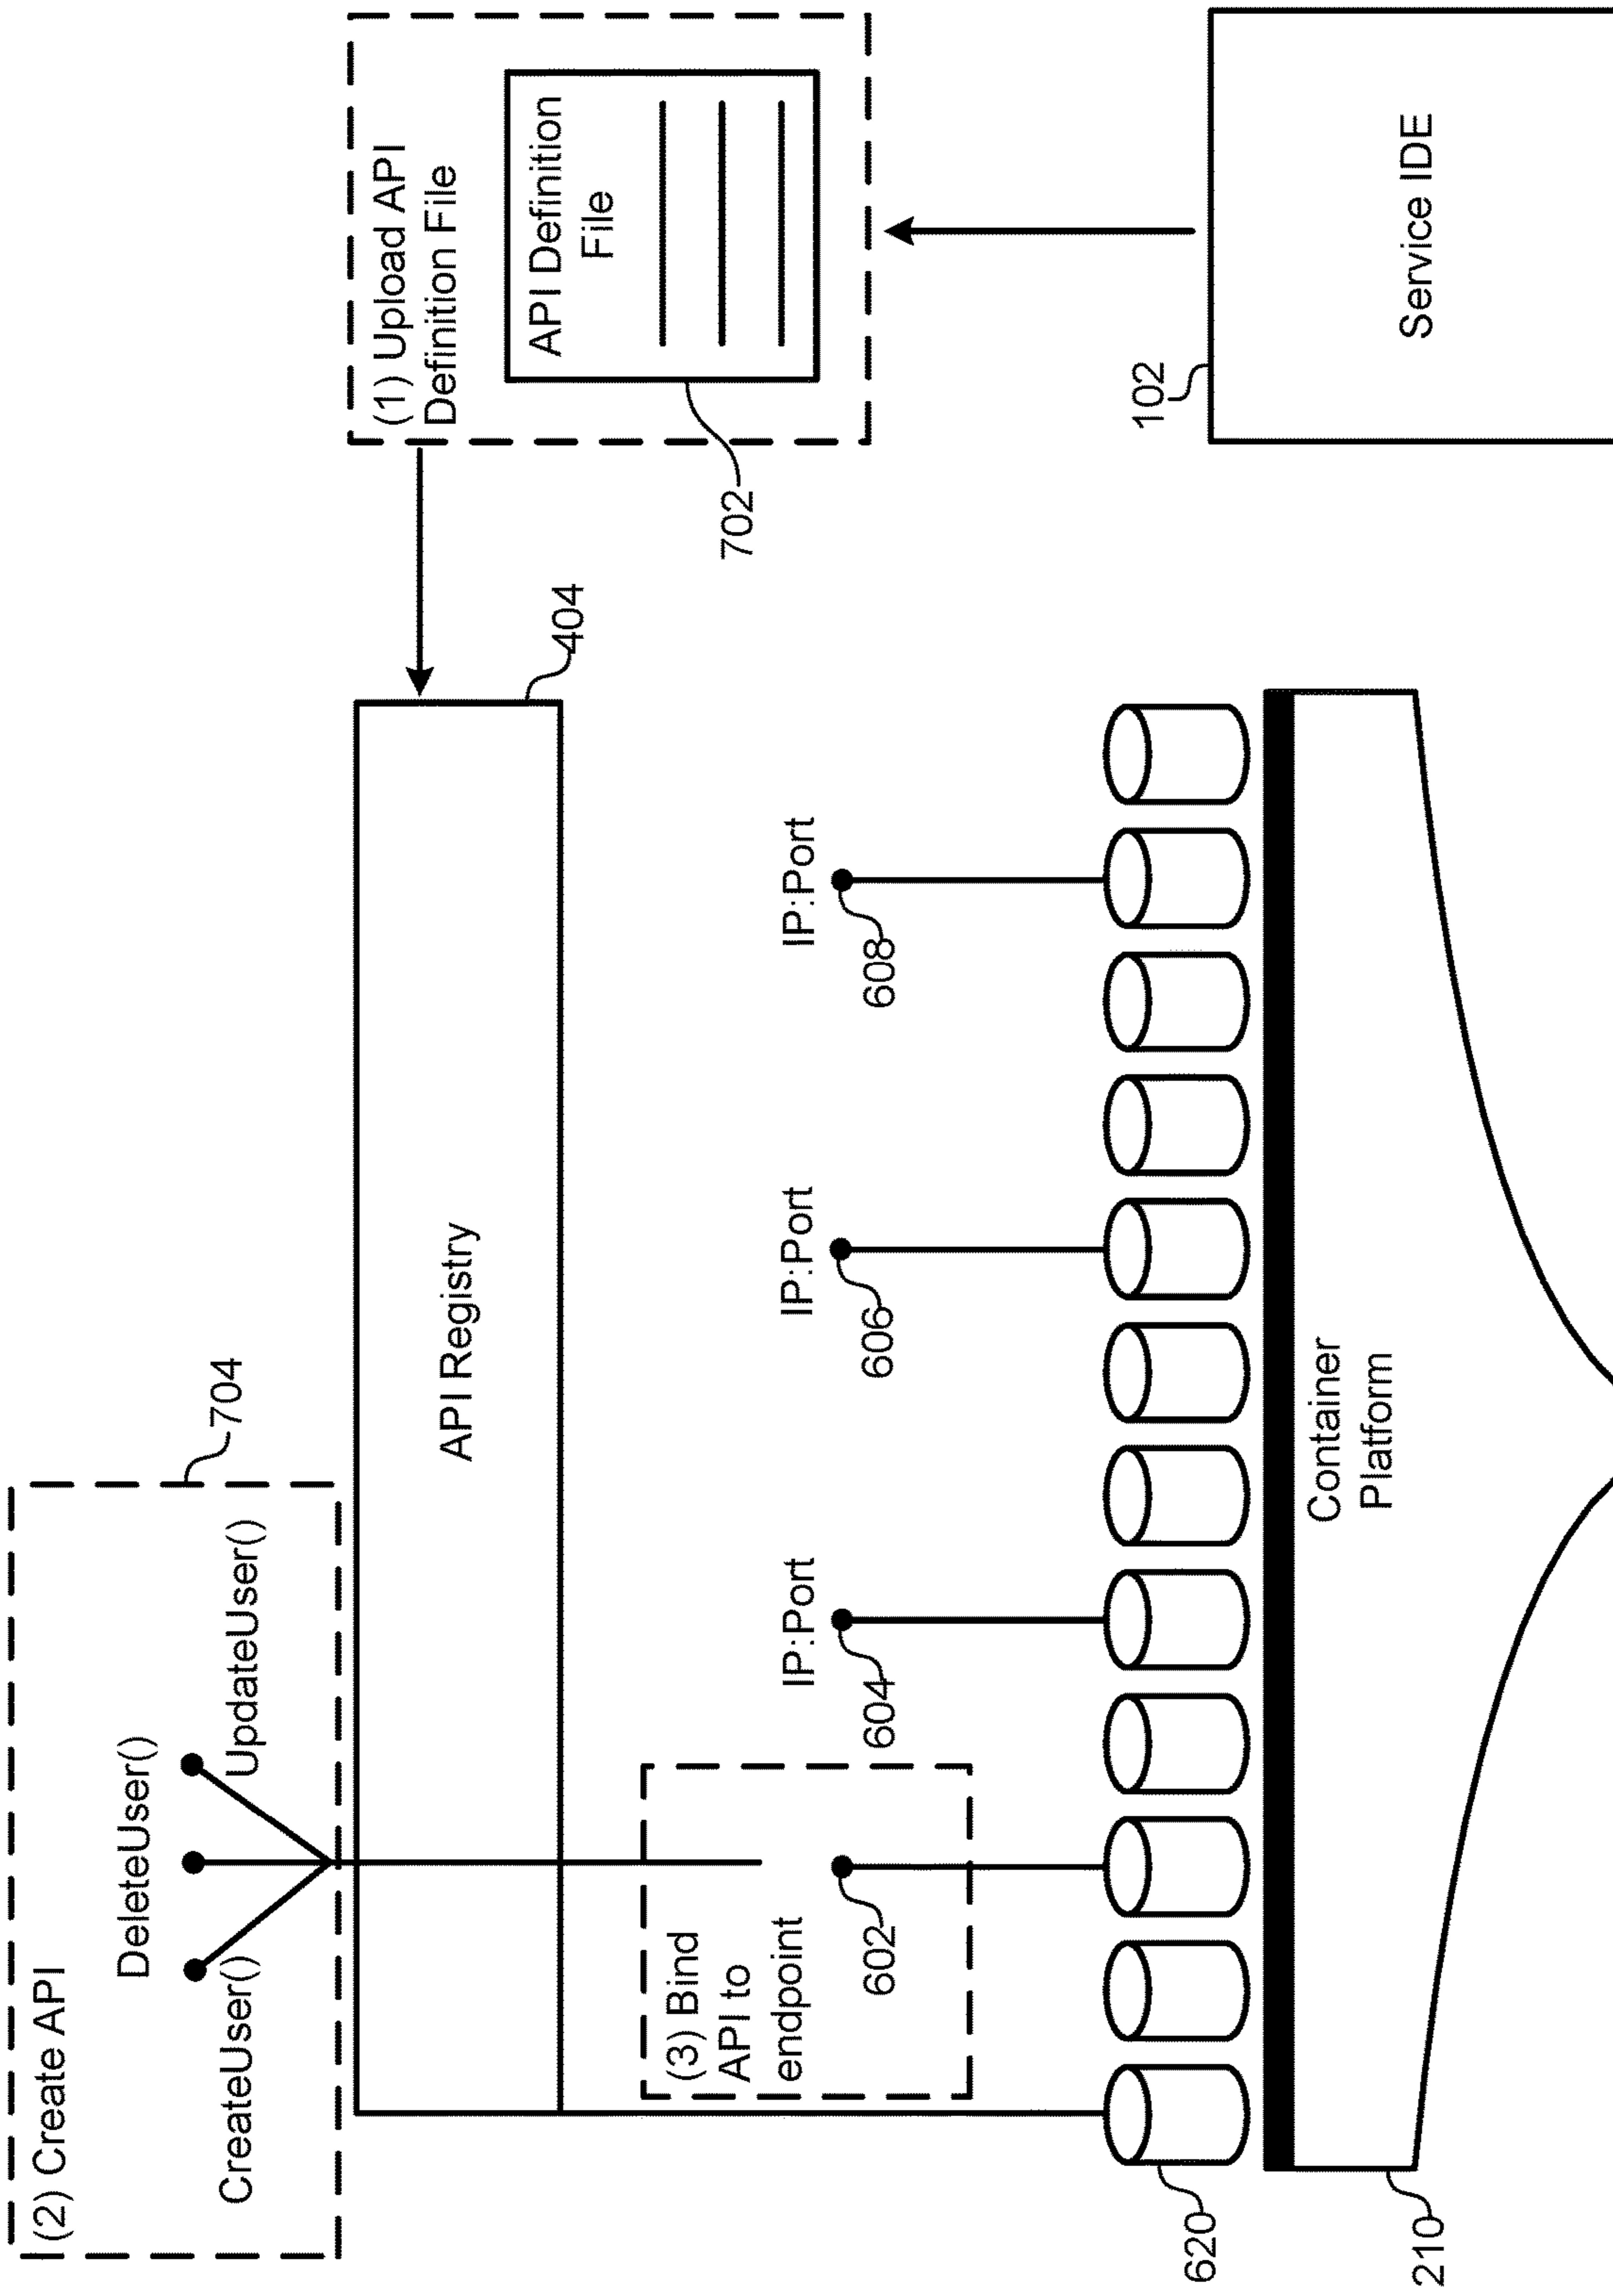 (2) Create API
DeleteUser()
CreateUser()
UpdateUser()
704
API Registry
404
(1) Upload API
Definition File
API Definition
File
702
(3) Bind
API to
endpoint
602
IP:Port
604
IP:Port
606
IP:Port
608
102
Service IDE
620
Container
Platform
210